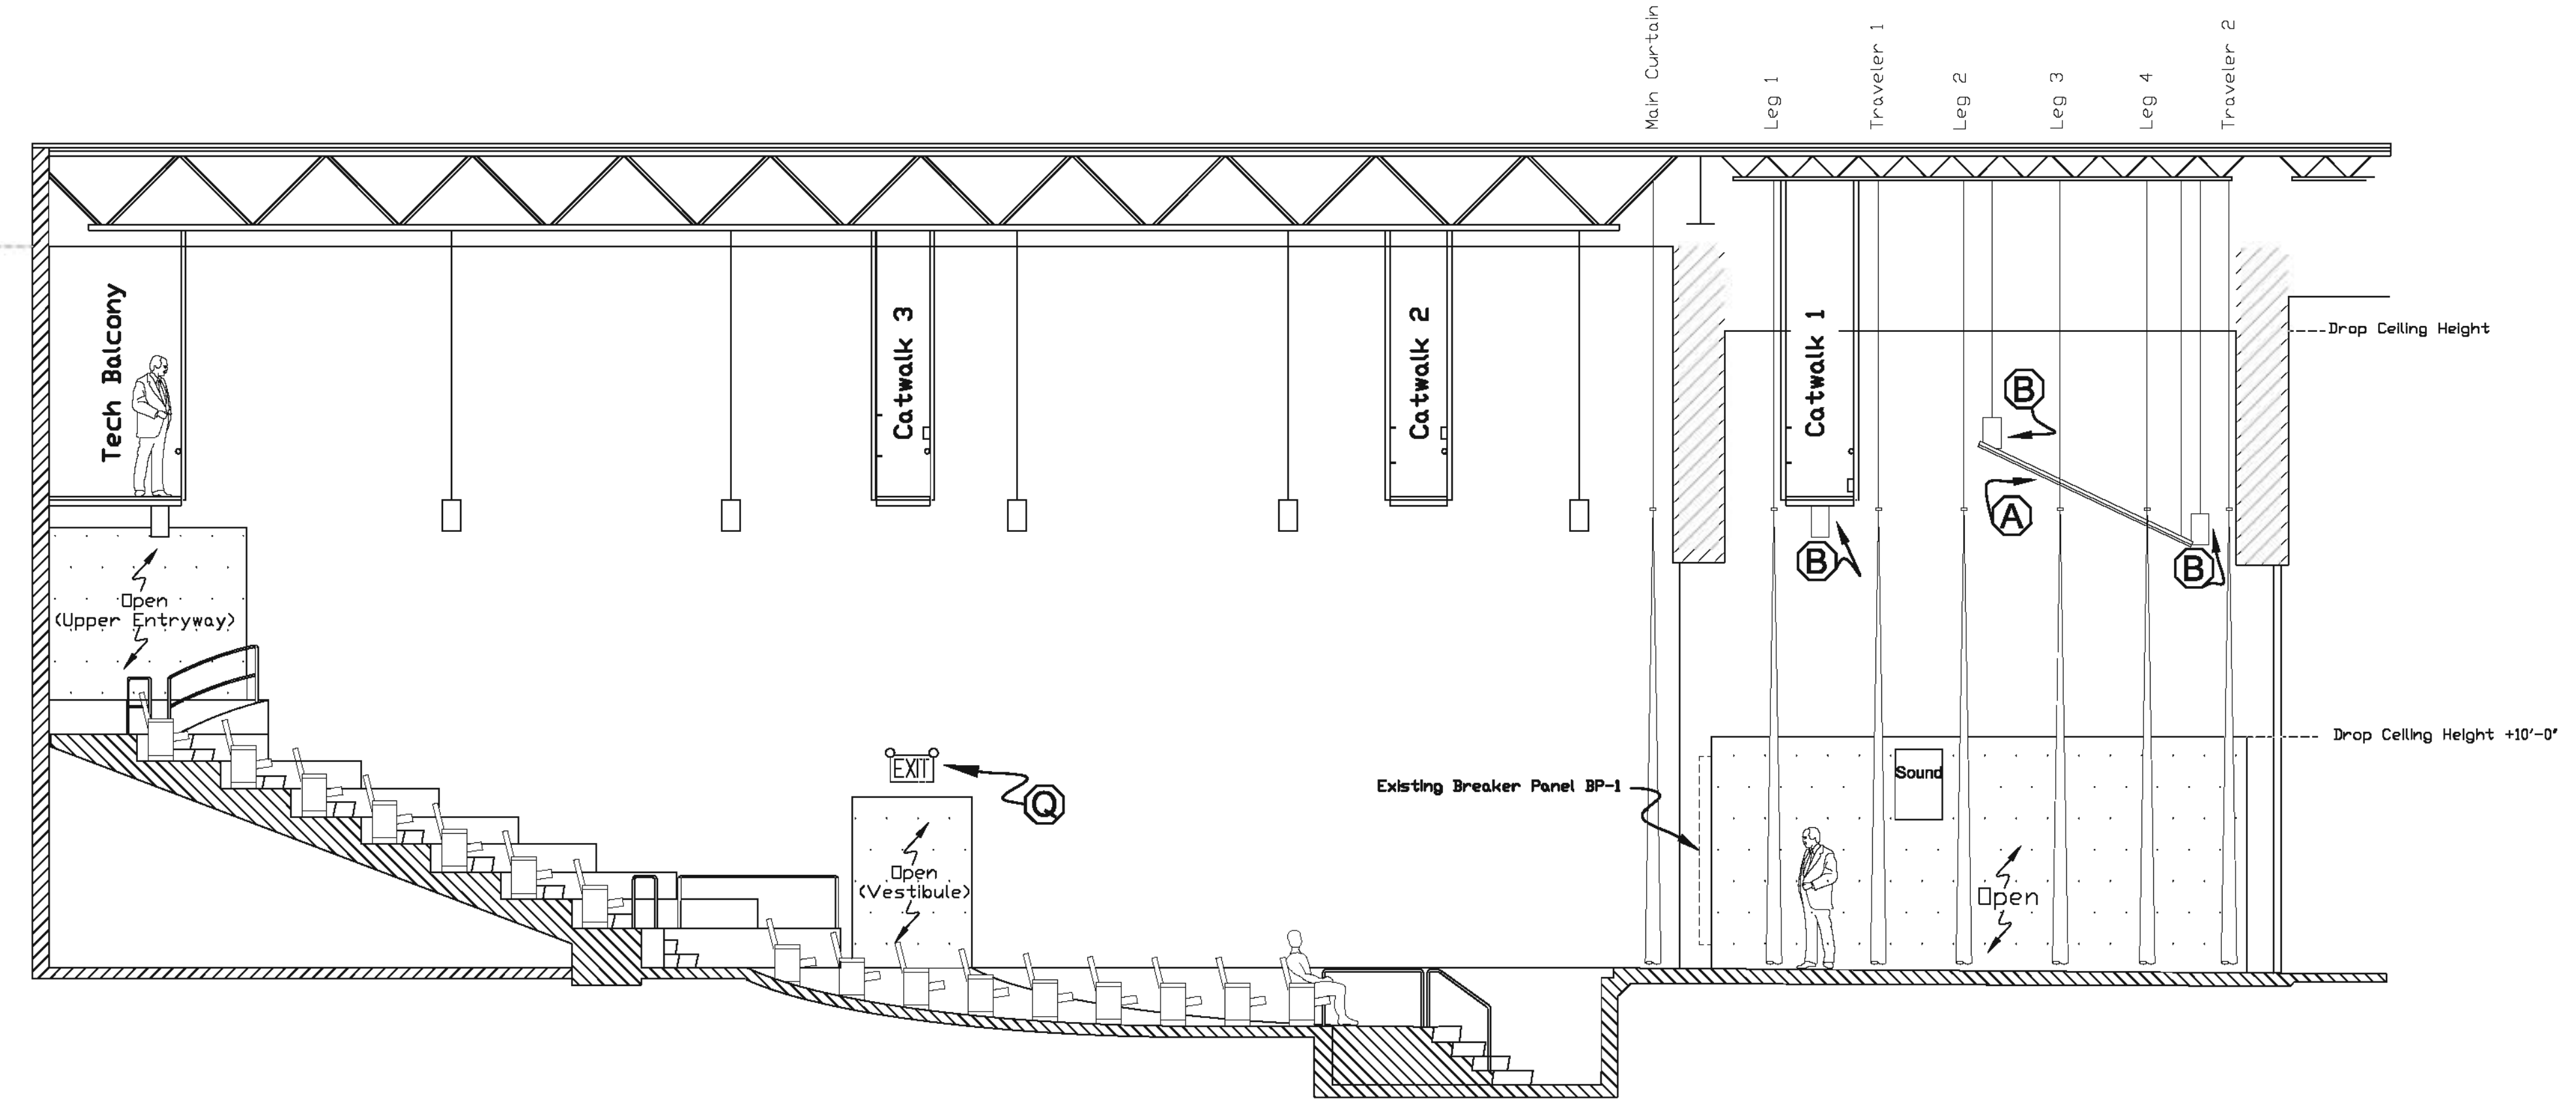 Main Curtain
Leg 1
Traveler 1
Leg 2
Leg 3
Leg 4
Traveler 2
Tech Balcony
Catwalk 3
Catwalk 2
Catwalk 1
Drop Ceiling Height
B
A
B
B
Open
(Upper Entryway)
Drop Ceiling Height +10'-0"
EXIT
Q
Existing Breaker Panel BP-1
Sound
Open
(Vestibule)
Open